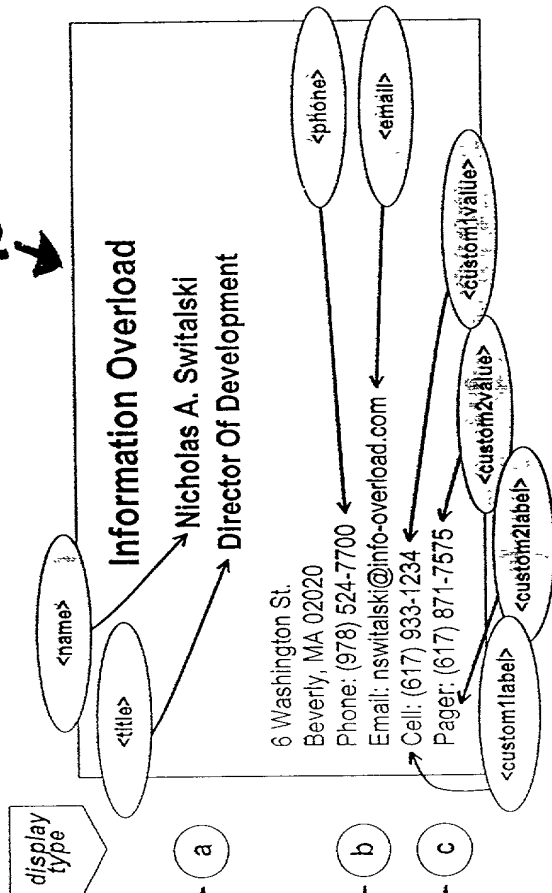 display
type
a
b
c
<name>
<title>
Information Overload
Nicholas A. Switalski
Director Of Development
6 Washington St.
Beverly, MA 02020
Phone: (978) 524-7700
Email: nswitalski@info-overload.com
Cell: (617) 933-1234
Pager: (617) 871-7575
<phone>
<email>
<custom1value>
<custom2value>
<custom2label>
<custom1label>